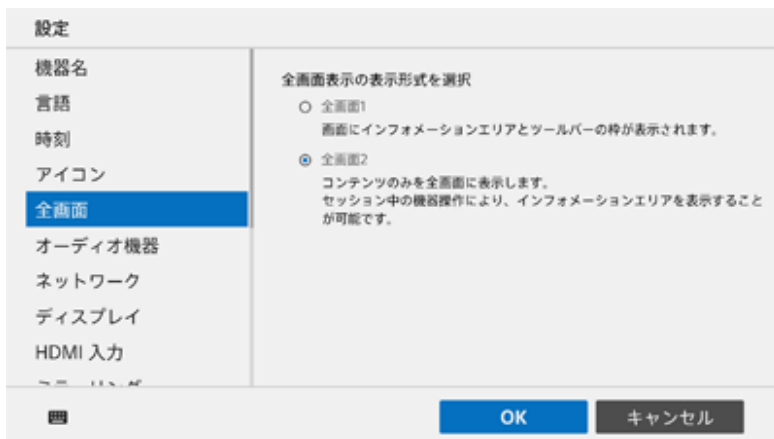 設定
機器名
言語
時刻
アイコン
全画面
オーディオ機器
ネットワーク
ディスプレイ
HDMI 入力
全画面表示の表示形式を選択
全画面1
画面にインフォメーションエリアとツールバーの枠が表示されます。
全画面2
コンテンツのみを全画面に表示します。
セッション中の機器操作により、インフォメーションエリアを表示すること
が可能です。
OK
キャンセル